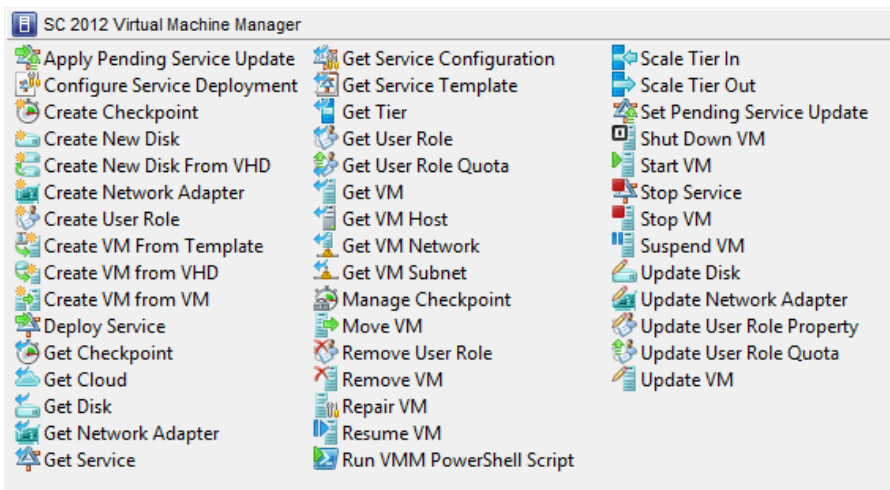 SC 2012 Virtual Machine Manager
Apply Pending Service Update
Configure Service Deployment
Create Checkpoint
Create New Disk
Create New Disk From VHD
Create Network Adapter
Create User Role
Create VM From Template
Create VM from VHD
Create VM from VM
Deploy Service
Get Checkpoint
Get Cloud
Get Disk
Get Network Adapter
Get Service
Get Service Configuration
Get Service Template
Get Tier
Get User Role
Get User Role Quota
Get VM
Get VM Host
Get VM Network
Get VM Subnet
Manage Checkpoint
Move VM
Remove User Role
Remove VM
Repair VM
Resume VM
Run VMM PowerShell Script
Scale Tier In
Scale Tier Out
Set Pending Service Update
Shut Down VM
Start VM
Stop Service
Stop VM
Suspend VM
Update Disk
Update Network Adapter
Update User Role Property
Update User Role Quota
Update VM